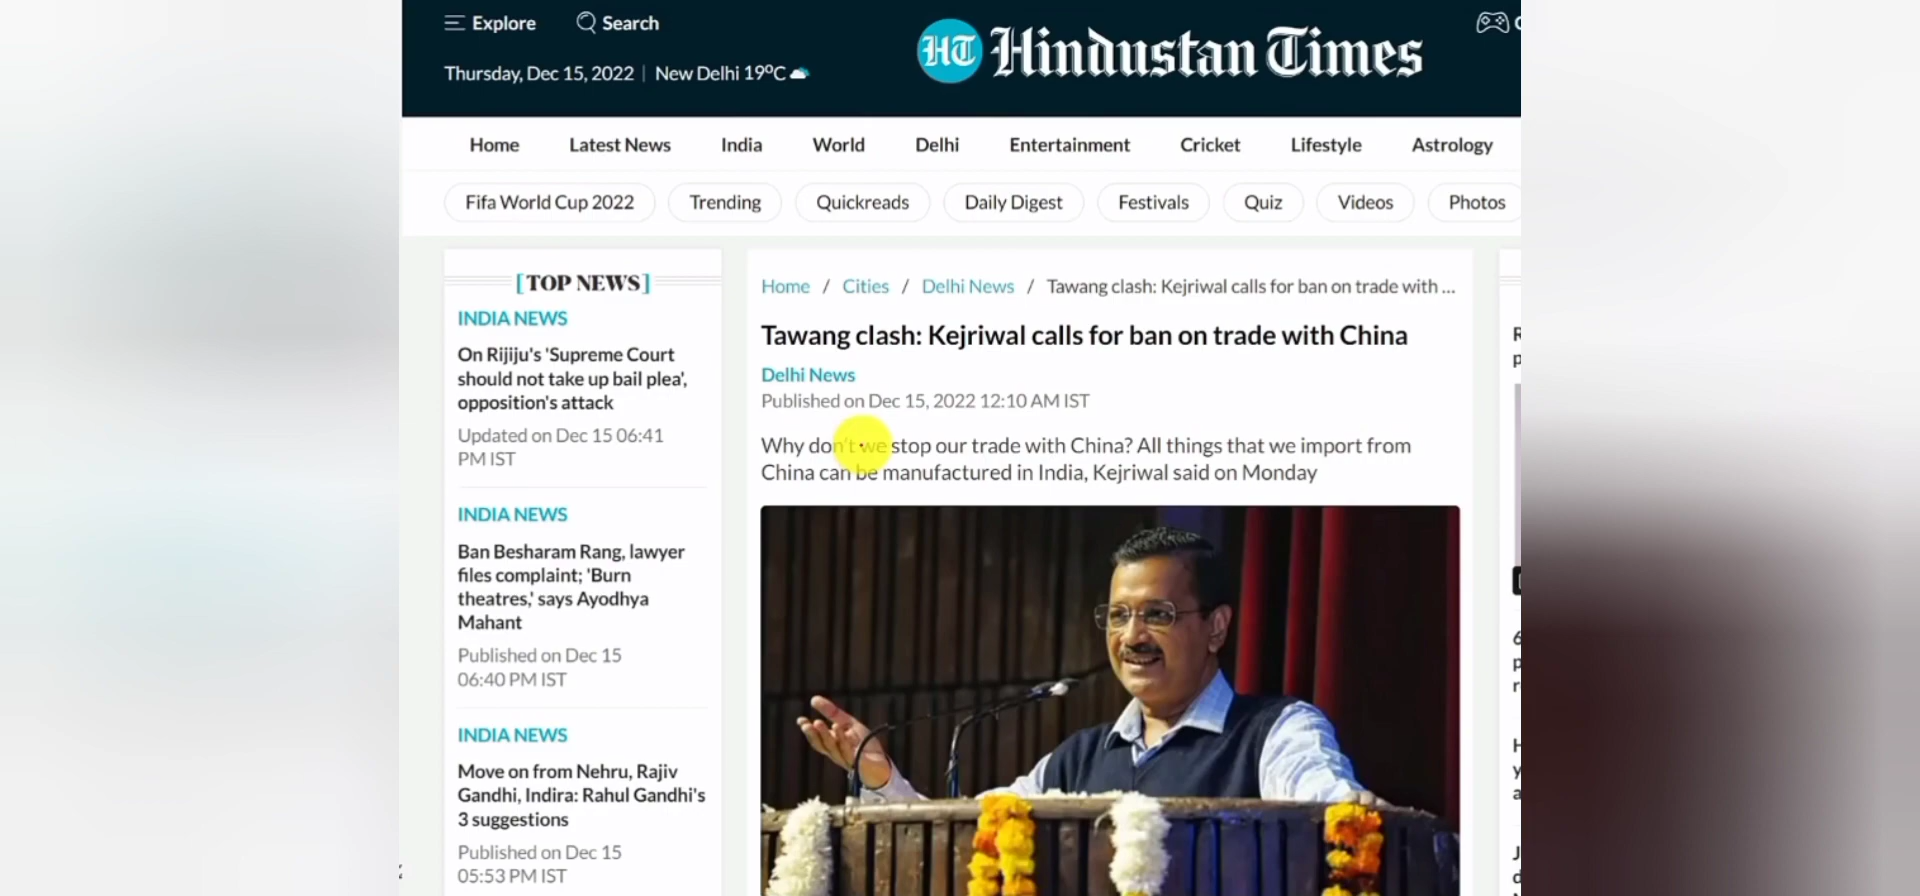 Explore
Search
Thursday, Dec 15, 2022 | New Delhi 19°C
HT Hindustan Times
Home Latest News India World Delhi Entertainment Cricket Lifestyle Astrology
Fifa World Cup 2022 Trending Quickreads Daily Digest Festivals Quiz Videos Photos
[TOP NEWS]
INDIA NEWS
On Rijiju's 'Supreme Court
should not take up bail plea',
opposition's attack
Updated on Dec 15 06:41
PM IST
INDIA NEWS
Ban Besharam Rang, lawyer
files complaint; 'Burn
theatres,' says Ayodhya
Mahant
Published on Dec 15
06:40 PM IST
INDIA NEWS
Move on from Nehru, Rajiv
Gandhi, Indira: Rahul Gandhi's
3 suggestions
Published on Dec 15
05:53 PM IST
Home / Cities / Delhi News / Tawang clash: Kejriwal calls for ban on trade with ...
Tawang clash: Kejriwal calls for ban on trade with China
Delhi News
Published on Dec 15, 2022 12:10 AM IST
Why don't we stop our trade with China? All things that we import from
China can be manufactured in India, Kejriwal said on Monday